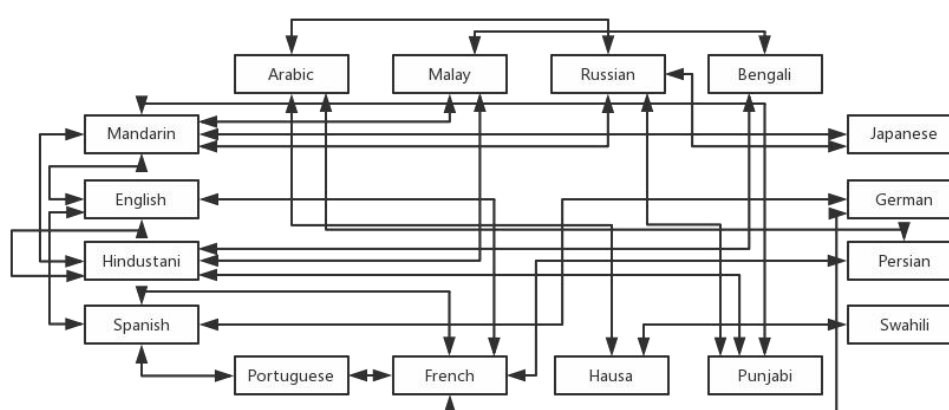 Arabic
Malay
Russian
Bengali
Mandarin
Japanese
English
German
Hindustani
Persian
Spanish
Swahili
Portuguese
French
Hausa
Punjabi